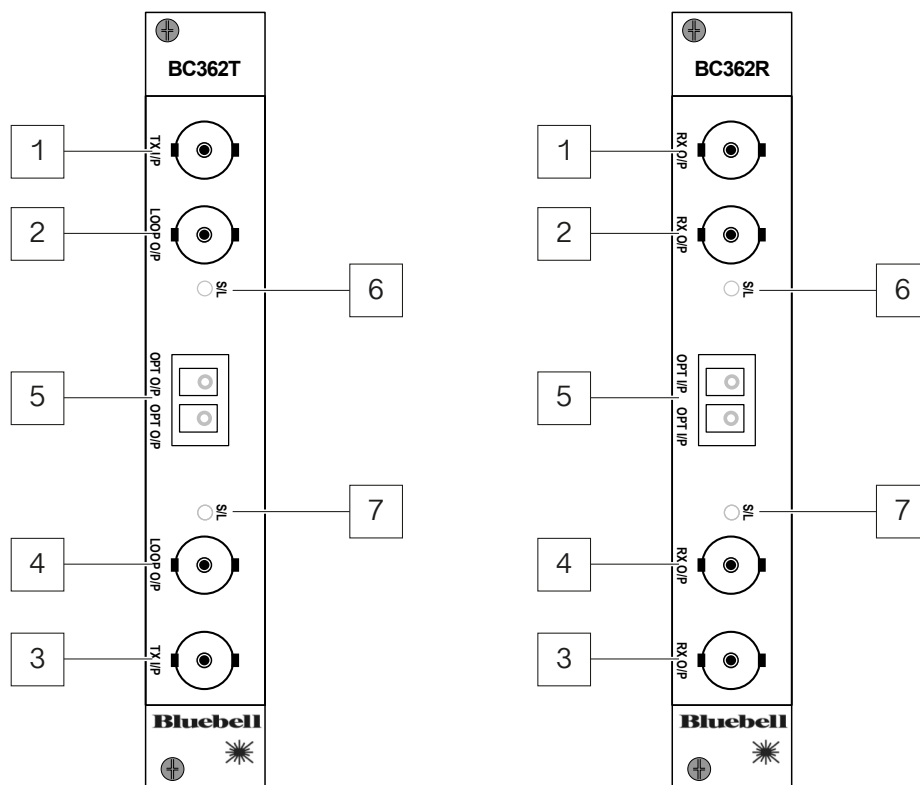 BC362T
1
TX I/P
2
LOOP O/P
S/L
6
5
OPT O/P
OPT O/P
S/L
7
4
LOOP O/P
3
TX I/P
Bluebell
BC362R
1
RX O/P
2
RX O/P
S/L
6
5
OPT I/P
OPT I/P
S/L
7
4
RX O/P
3
RX O/P
Bluebell